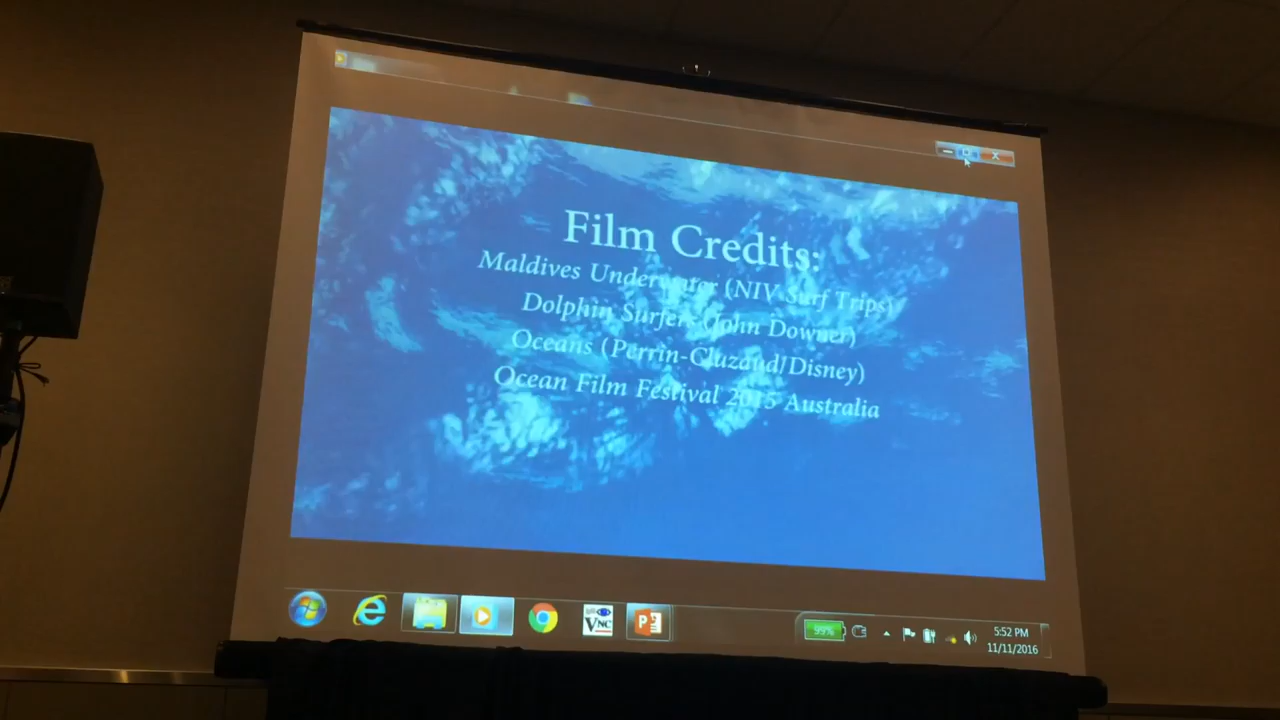 Film Credits:
Maldives Underwater (NIV Surf Trips)
Dolphin Surfers (John Downer)
Oceans (Perrin-Cluzaud/Disney)
Ocean Film Festival 2015 Australia
VNC
P
99%
5:52 PM
11/11/2016